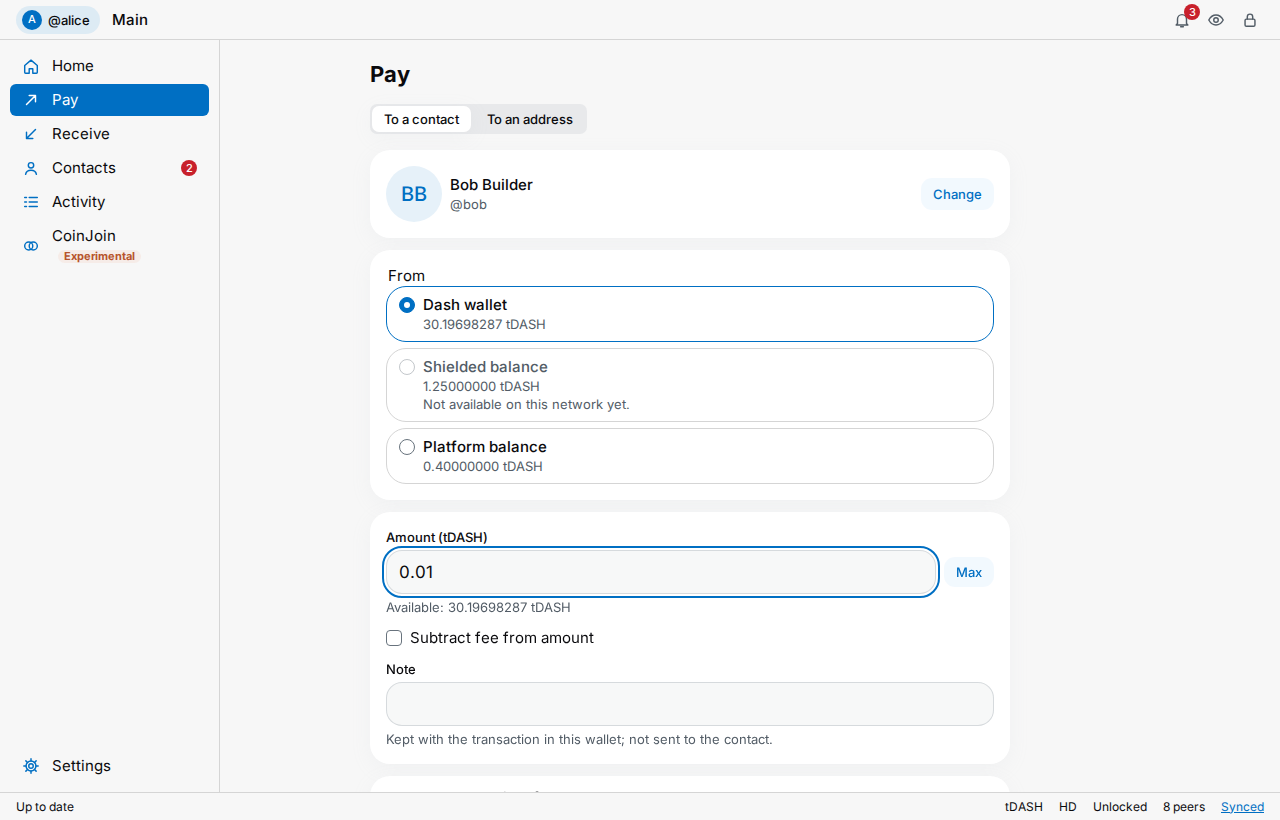 A @alice Main 3
Home
Pay
Receive
Contacts 2
Activity
CoinJoin
Experimental
Settings
Pay
To a contact To an address
BB
Bob Builder
@bob
Change
From
Dash wallet
30.19698287 tDASH
Shielded balance
1.25000000 tDASH
Not available on this network yet.
Platform balance
0.40000000 tDASH
Amount (tDASH)
0.01
Max
Available: 30.19698287 tDASH
Subtract fee from amount
Note
Kept with the transaction in this wallet; not sent to the contact.
Up to date tDASH HD Unlocked 8 peers Synced